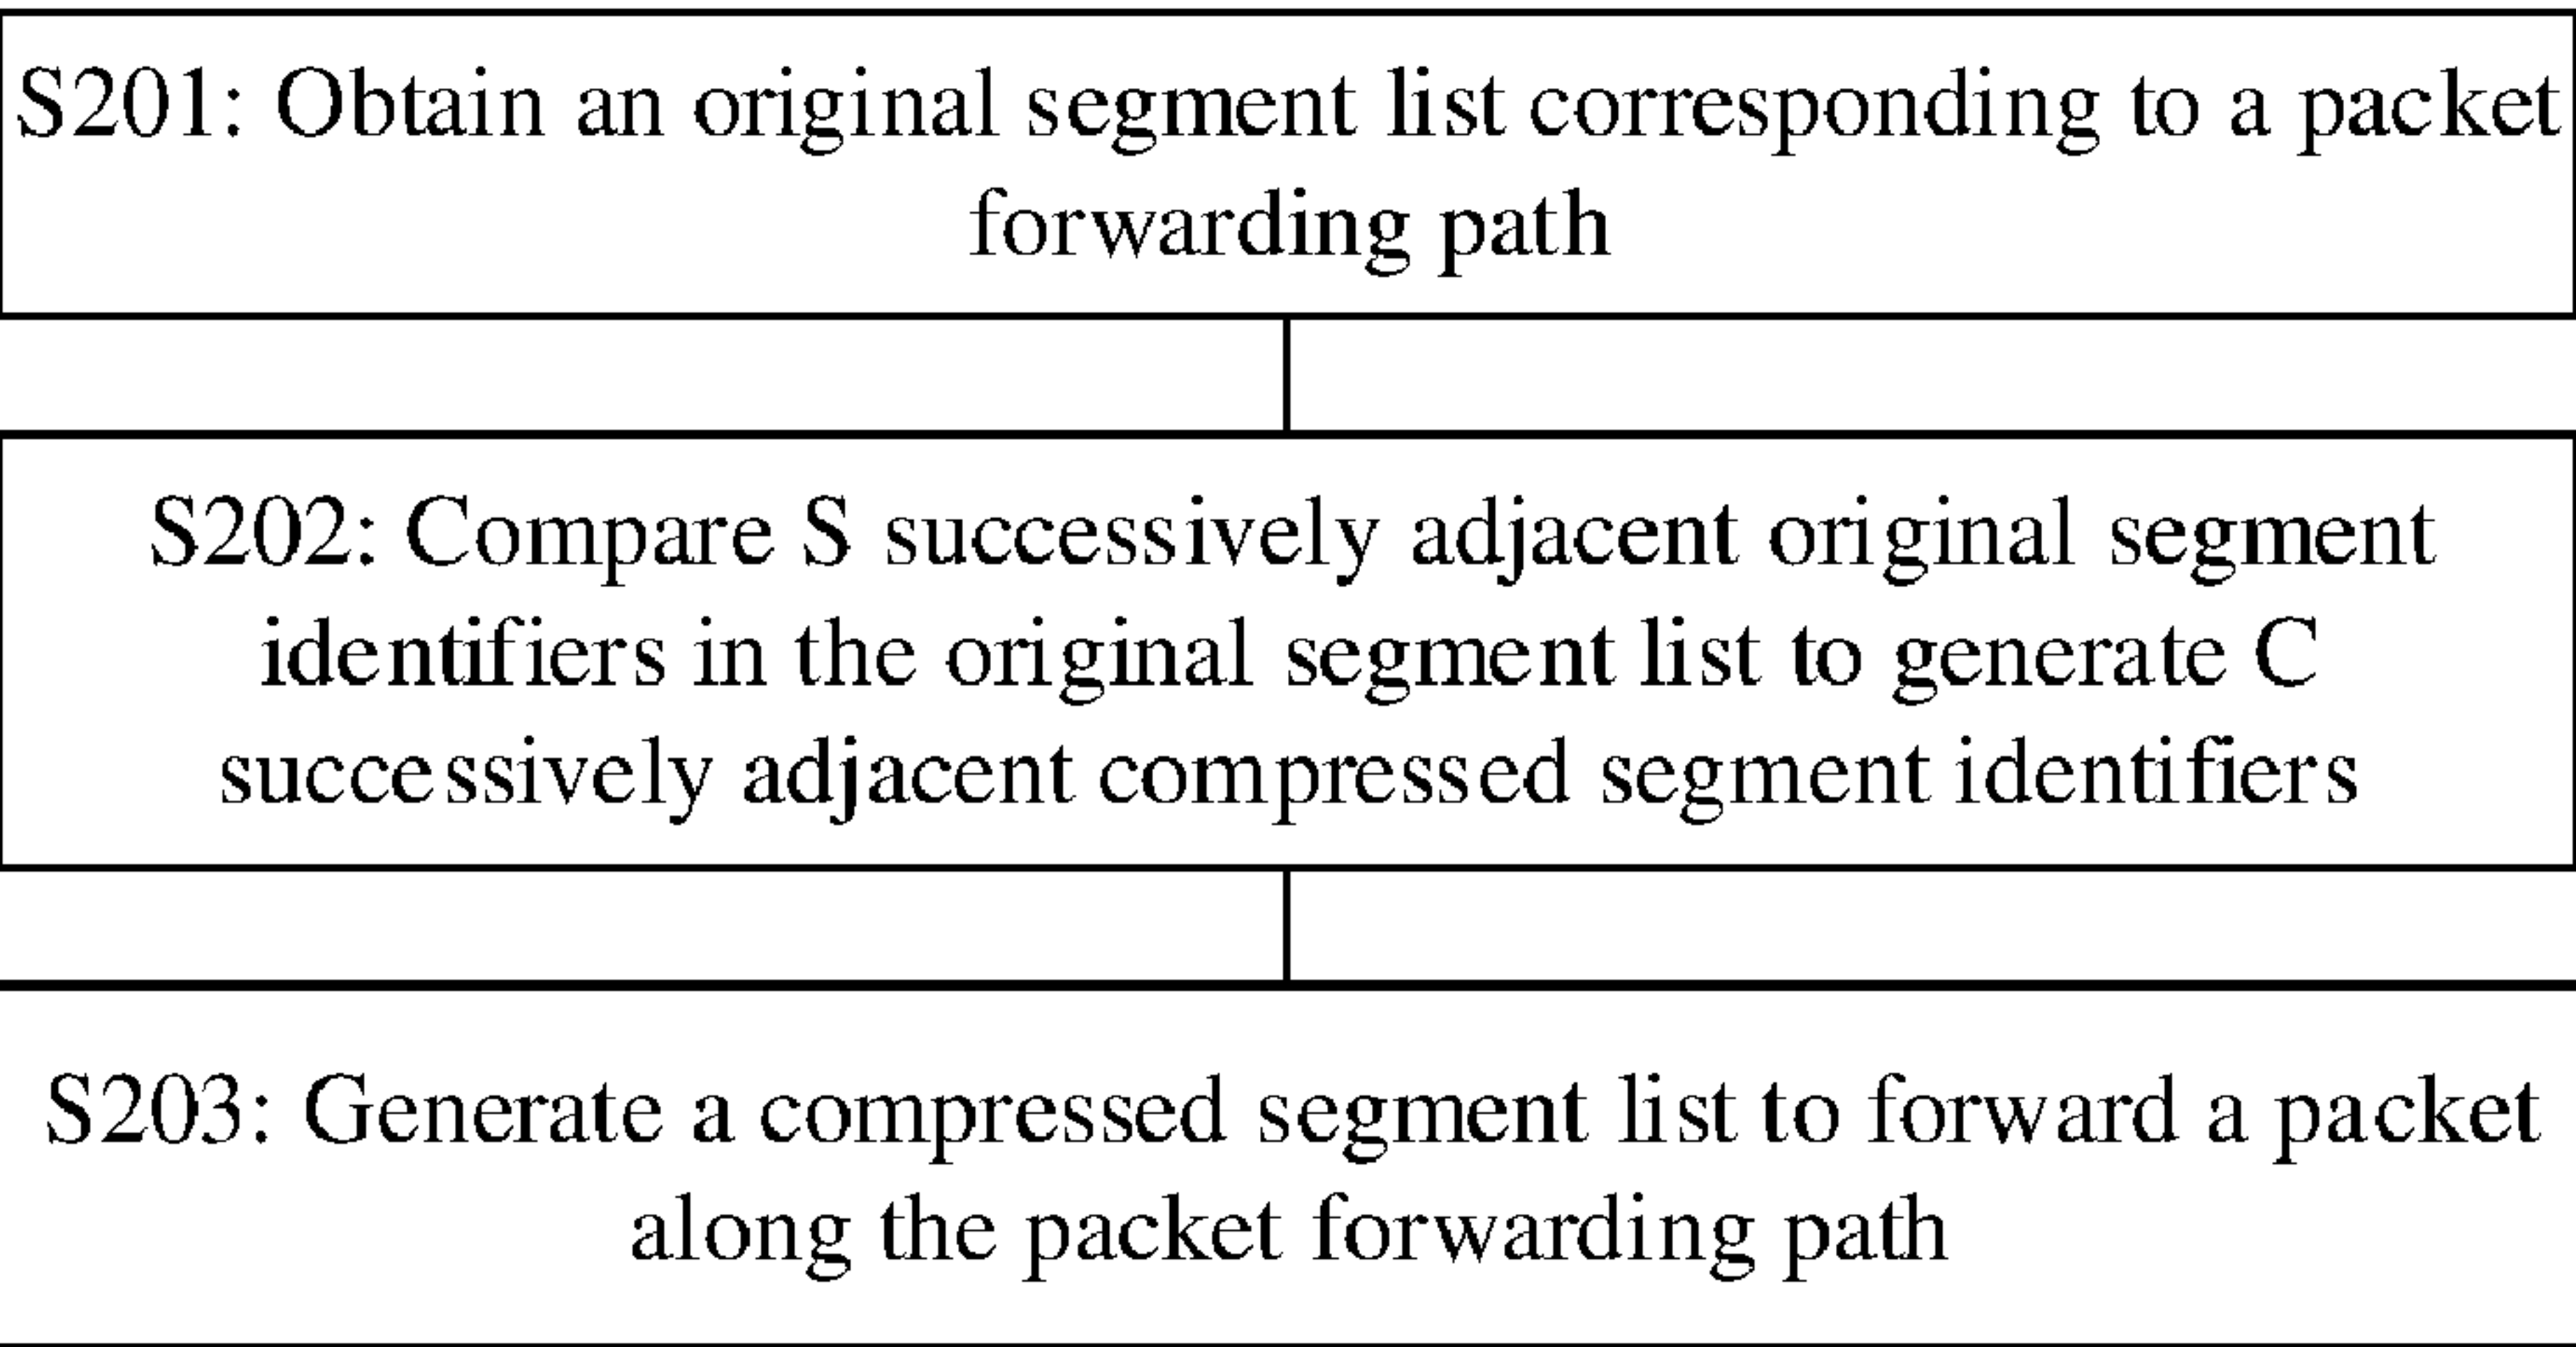 S201: Obtain an original segment list corresponding to a packet
forwarding path
S202: Compare S successively adjacent original segment
identifiers in the original segment list to generate C
successively adjacent compressed segment identifiers
S203: Generate a compressed segment list to forward a packet
along the packet forwarding path